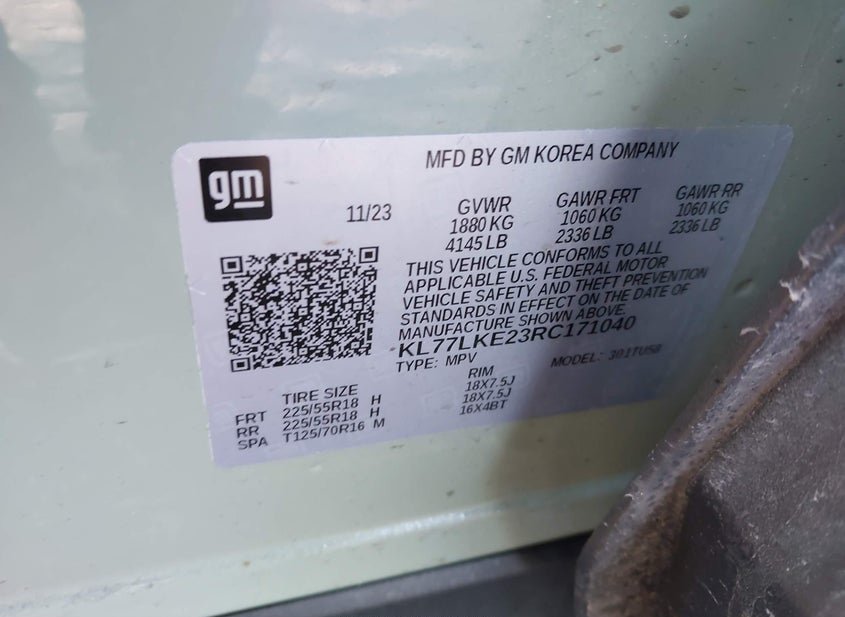 gm
MFD BY GM KOREA COMPANY
11/23
GVWR
1880 KG
4145 LB
GAWR FRT
1060 KG
2336 LB
GAWR RR
1060 KG
2336 LB
THIS VEHICLE CONFORMS TO ALL
APPLICABLE U.S. FEDERAL MOTOR
VEHICLE SAFETY AND THEFT PREVENTION
STANDARDS IN EFFECT ON THE DATE OF
MANUFACTURE SHOWN ABOVE.
KL77LKE23RC171040
TYPE: MPV MODEL: 301TU58
TIRE SIZE RIM
FRT 225/55R18 H 18X7.5J
RR 225/55R18 H 18X7.5J
SPA T125/70R16 M 16X4BT